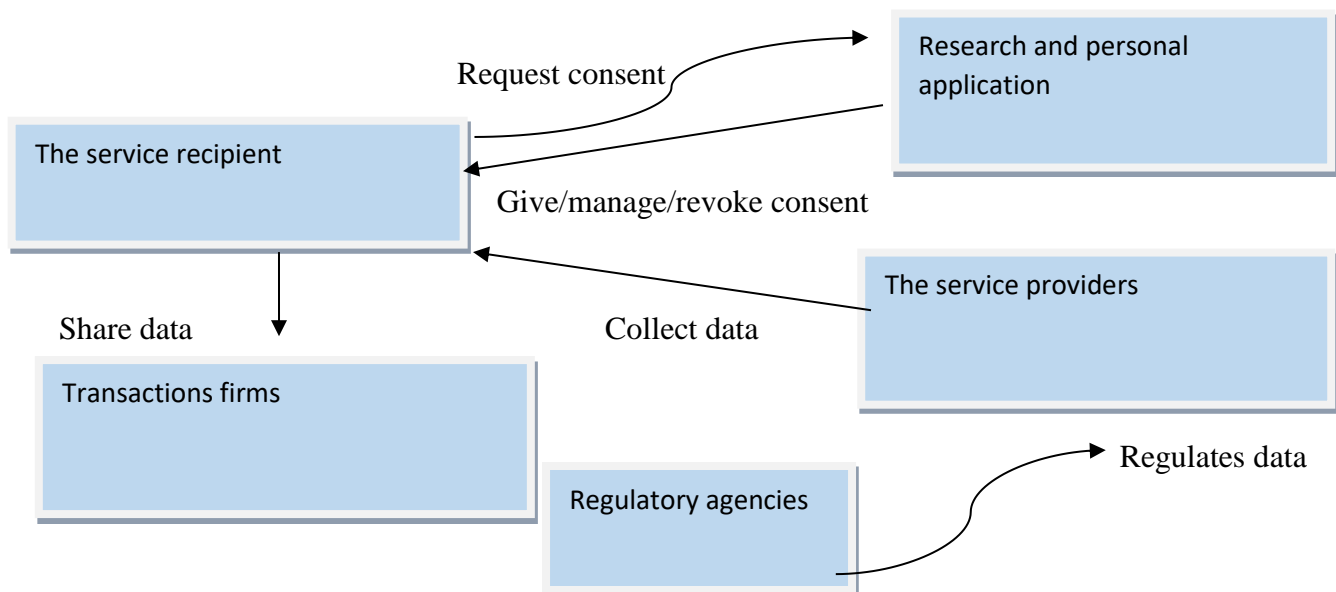 Research and personal
application
Request consent
The service recipient
Give/manage/revoke consent
The service providers
Share data
Collect data
Transactions firms
Regulates data
Regulatory agencies